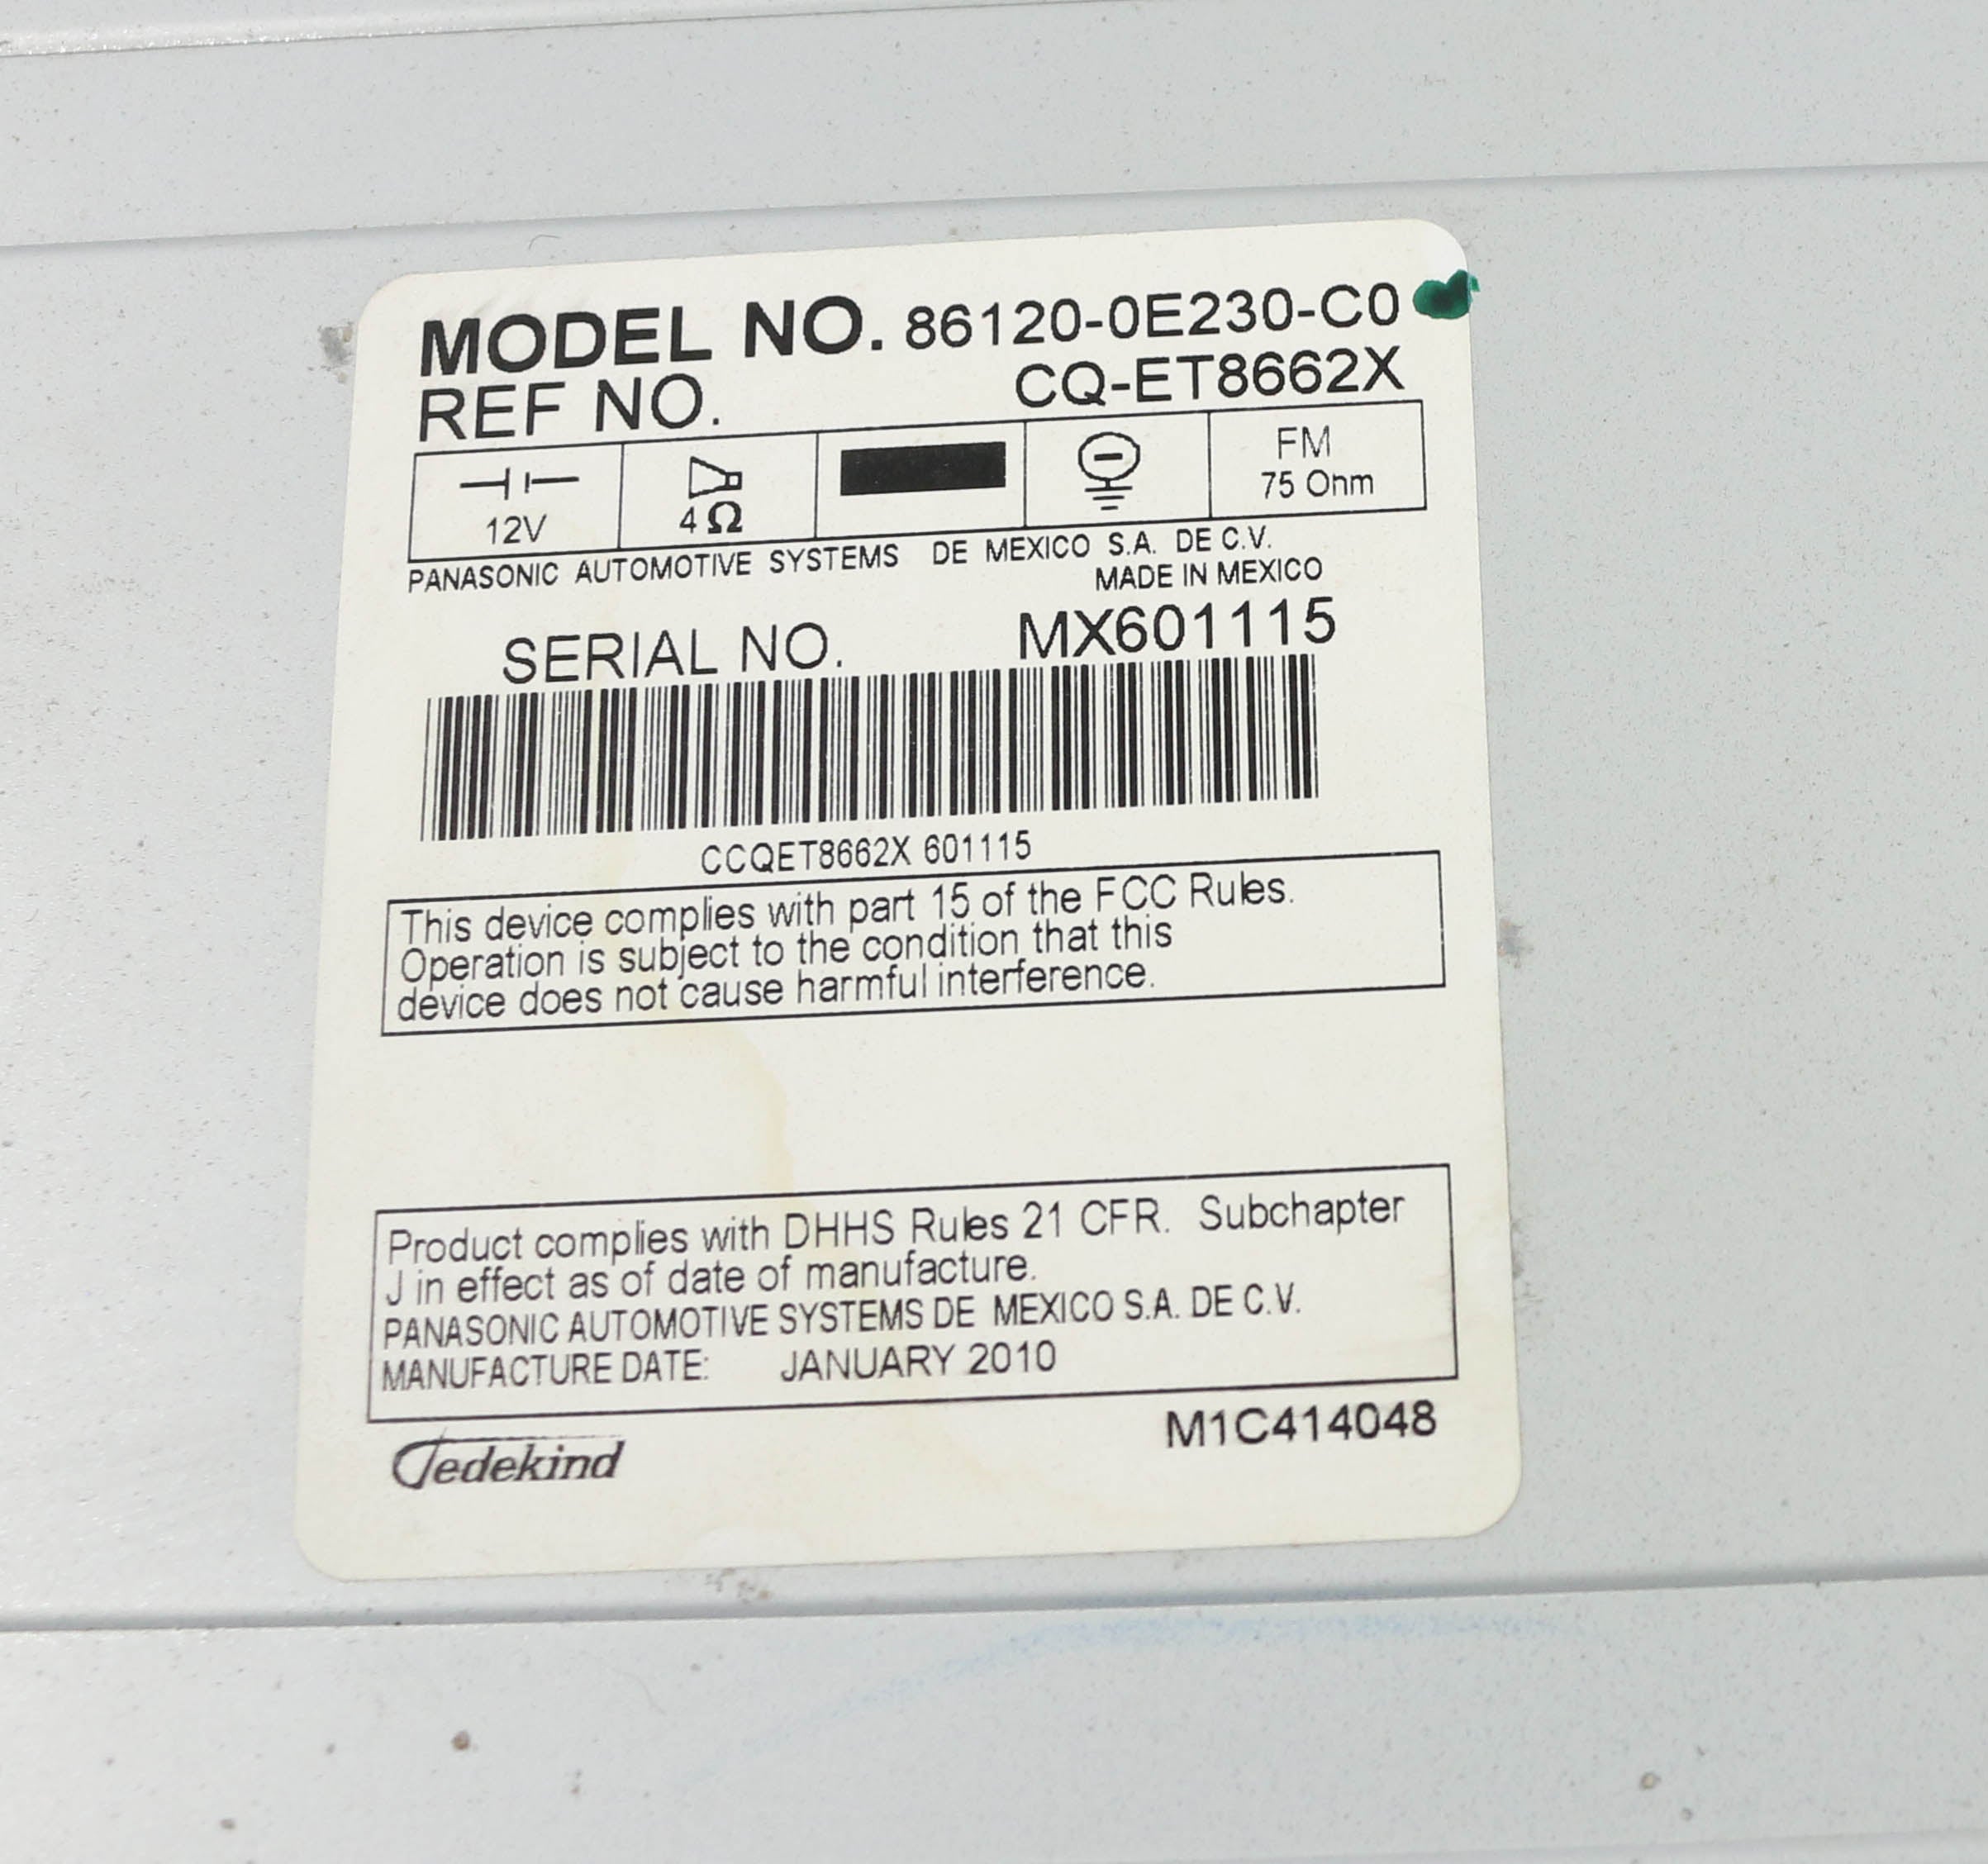 MODEL NO. 86120-0E230-C0
REF NO. CQ-ET8662X
12V
4Ω
FM
75 Ohm
PANASONIC AUTOMOTIVE SYSTEMS DE MEXICO S.A. DE C.V.
MADE IN MEXICO
SERIAL NO. MX601115
CCQET8662X 601115
This device complies with part 15 of the FCC Rules.
Operation is subject to the condition that this
device does not cause harmful interference.
Product complies with DHHS Rules 21 CFR. Subchapter
J in effect as of date of manufacture.
PANASONIC AUTOMOTIVE SYSTEMS DE MEXICO S.A. DE C.V.
MANUFACTURE DATE: JANUARY 2010
M1C414048
Tedekind